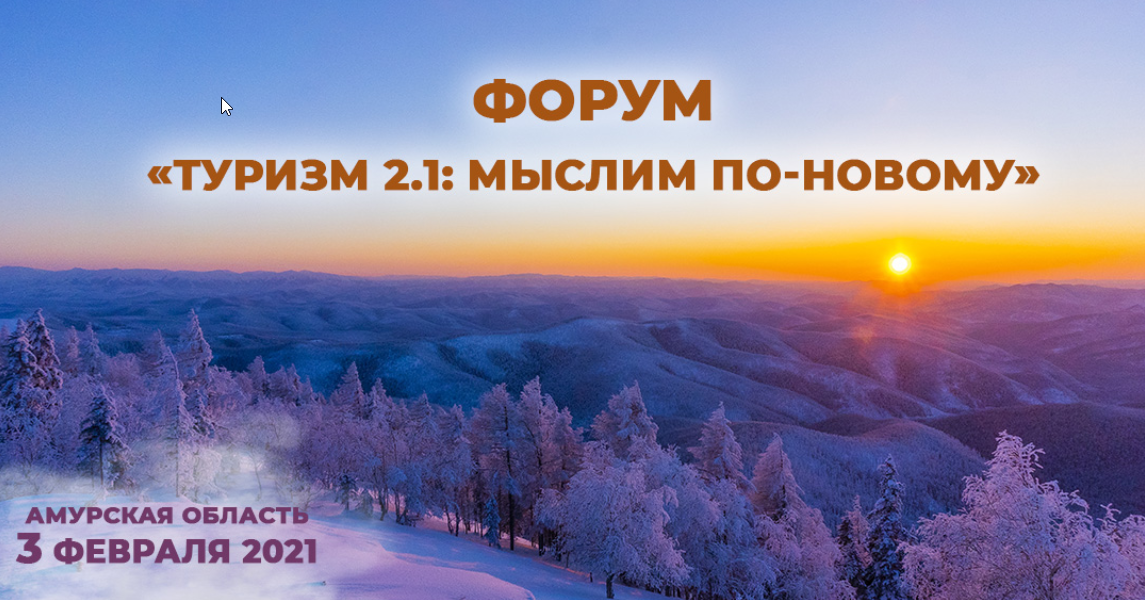 ФОРУМ
«ТУРИЗМ 2.1: МЫСЛИМ ПО-НОВОМУ»
АМУРСКАЯ ОБЛАСТЬ
3 ФЕВРАЛЯ 2021